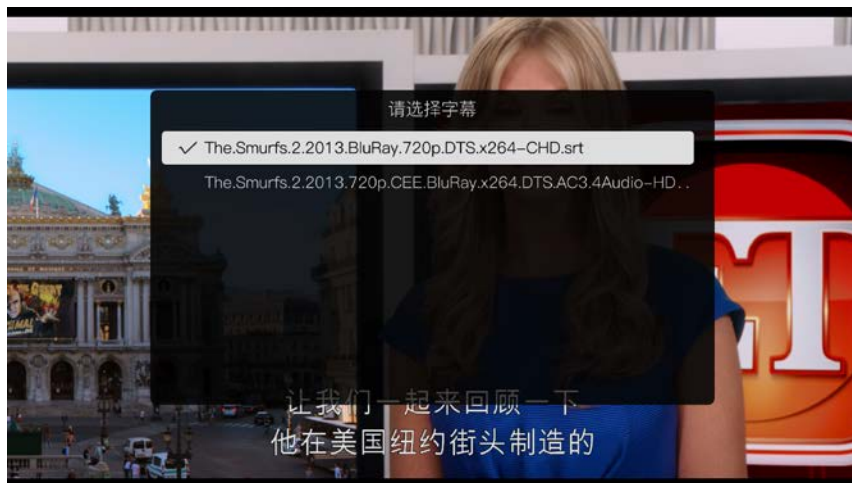 请选择字幕
✓ The.Smurfs.2.2013.BluRay.720p.DTS.x264-CHD.srt
The.Smurfs.2.2013.720p.CEE.BluRay.x264.DTS.AC3.4Audio-HD..
ET
让我们一起来回顾一下
他在美国纽约街头制造的